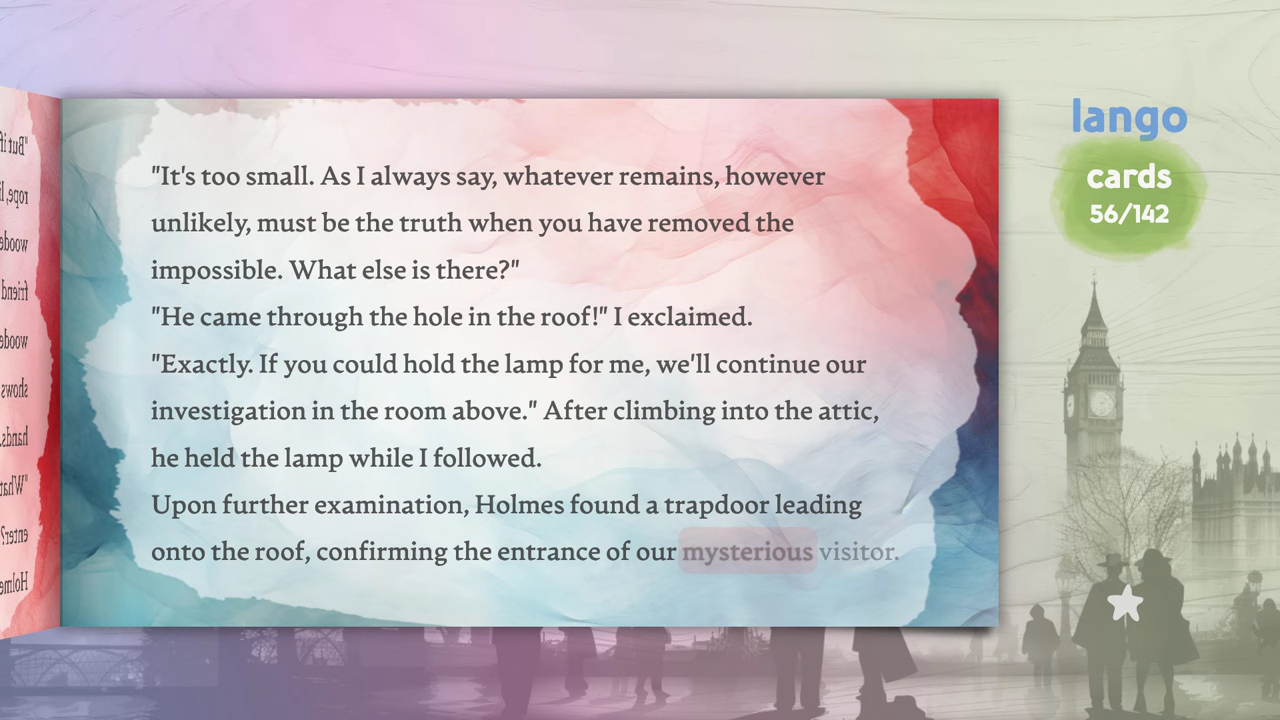 "It's too small. As I always say, whatever remains, however
unlikely, must be the truth when you have removed the
impossible. What else is there?"
"He came through the hole in the roof!" I exclaimed.
"Exactly. If you could hold the lamp for me, we'll continue our
investigation in the room above." After climbing into the attic,
he held the lamp while I followed.
Upon further examination, Holmes found a trapdoor leading
onto the roof, confirming the entrance of our mysterious visitor.
lango
cards
56/142